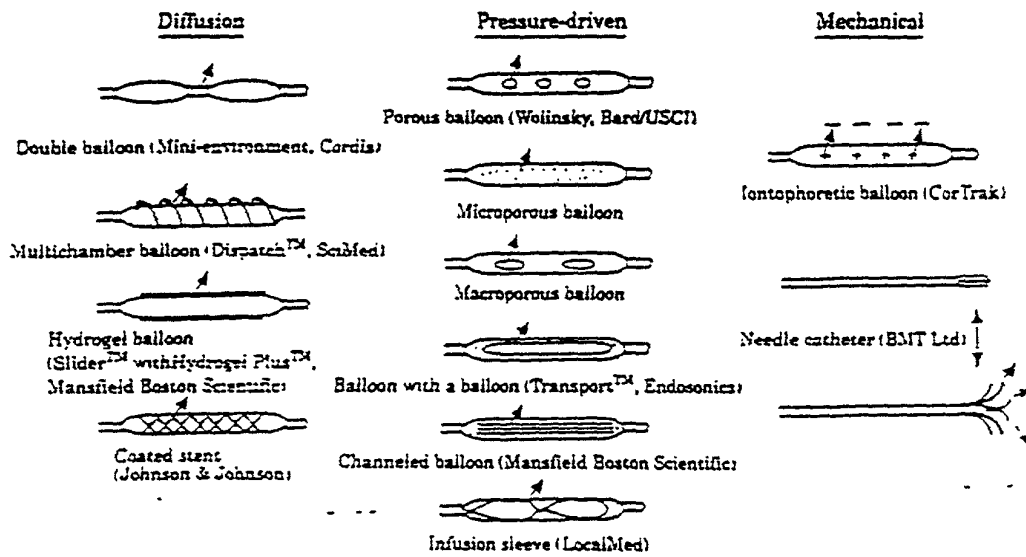 Diffusion
Double balloon (Mini-environment, Cordis)
Multichamber balloon (Dispatch™, SciMed)
Hydrogel balloon
(Slider™ withHydrogel Plus™,
Mansfield Boston Scientific)
Coated stent
(Johnson & Johnson)
Pressure-driven
Porous balloon (Wolinsky, Bard/USCI)
Microporous balloon
Macroporous balloon
Balloon with a balloon (Transport™, Endosonics)
Channeled balloon (Mansfield Boston Scientific)
Infusion sleeve (LocalMed)
Mechanical
Iontophoretic balloon (CorTrak)
Needle catheter (BMT Ltd)